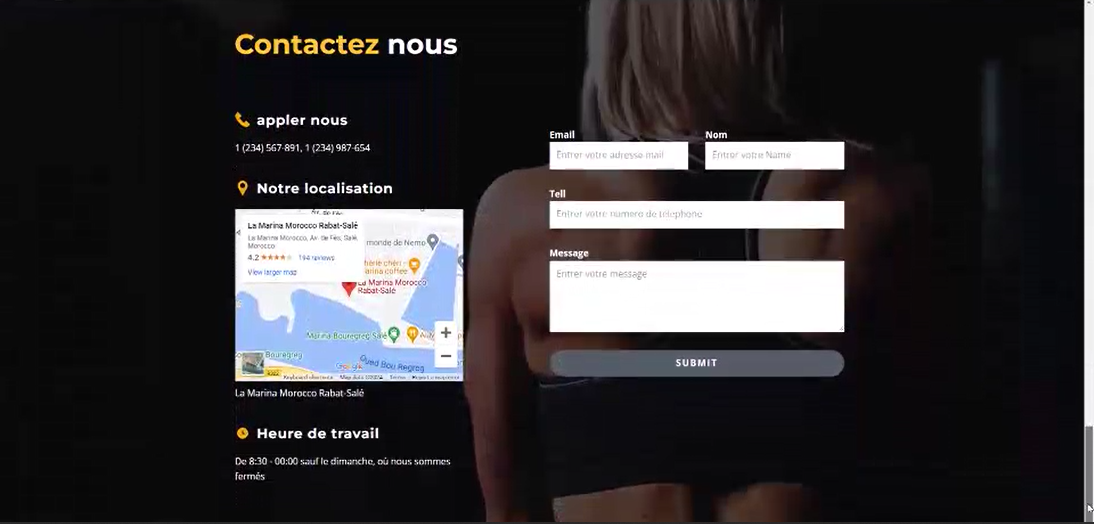 Contactez nous
appler nous
1 (234) 567-891, 1 (234) 987-654
Notre localisation
La Marina Morocco Rabat-Salé
La Marina Morocco, Av. de Fès, Salé,
Morocco
4.2 194 reviews
View larger map
monde de Nemo
La Marina Morocco
Rabat-Salé
Marina Bouregreg Salé
Bouregreg
Oued Bou Regreg
Google
La Marina Morocco Rabat-Salé
Heure de travail
De 8:30 - 00:00 sauf le dimanche, où nous sommes
fermés
Email
Nom
Entrer votre adresse mail
Entrer votre Name
Tell
Entrer votre numero de telephone
Message
Entrer votre message
SUBMIT